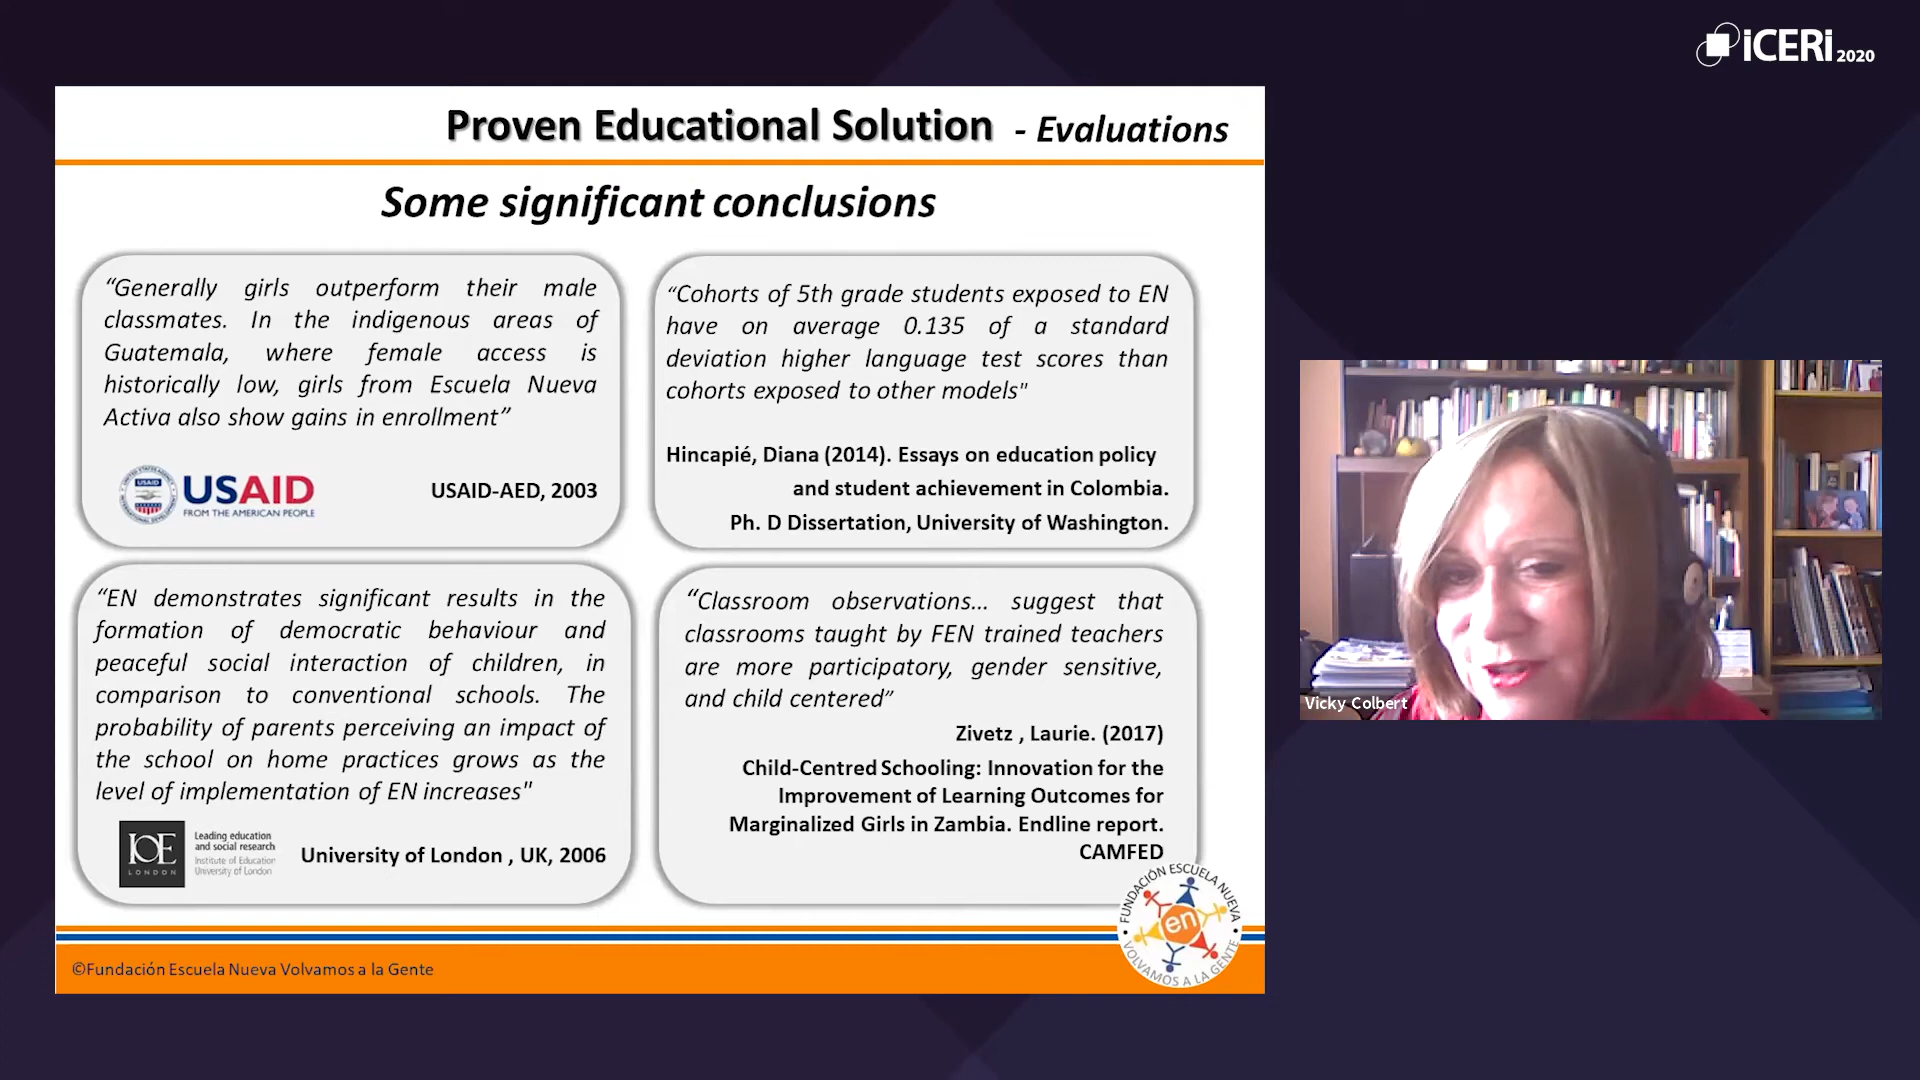 iCERi 2020
Proven Educational Solution - Evaluations
Some significant conclusions
“Generally girls outperform their male
classmates. In the indigenous areas of
Guatemala, where female access is
historically low, girls from Escuela Nueva
Activa also show gains in enrollment”
USAID
FROM THE AMERICAN PEOPLE
USAID-AED, 2003
“Cohorts of 5th grade students exposed to EN
have on average 0.135 of a standard
deviation higher language test scores than
cohorts exposed to other models"
Hincapié, Diana (2014). Essays on education policy
and student achievement in Colombia.
Ph. D Dissertation, University of Washington.
“EN demonstrates significant results in the
formation of democratic behaviour and
peaceful social interaction of children, in
comparison to conventional schools. The
probability of parents perceiving an impact of
the school on home practices grows as the
level of implementation of EN increases"
IOE
LONDON
Leading education
and social research
Institute of Education
University of London
University of London , UK, 2006
“Classroom observations... suggest that
classrooms taught by FEN trained teachers
are more participatory, gender sensitive,
and child centered”
Zivetz , Laurie. (2017)
Child-Centred Schooling: Innovation for the
Improvement of Learning Outcomes for
Marginalized Girls in Zambia. Endline report.
CAMFED
FUNDACIÓN ESCUELA NUEVA
en
VOLVAMOS A LA GENTE
©Fundación Escuela Nueva Volvamos a la Gente
Vicky Colbert